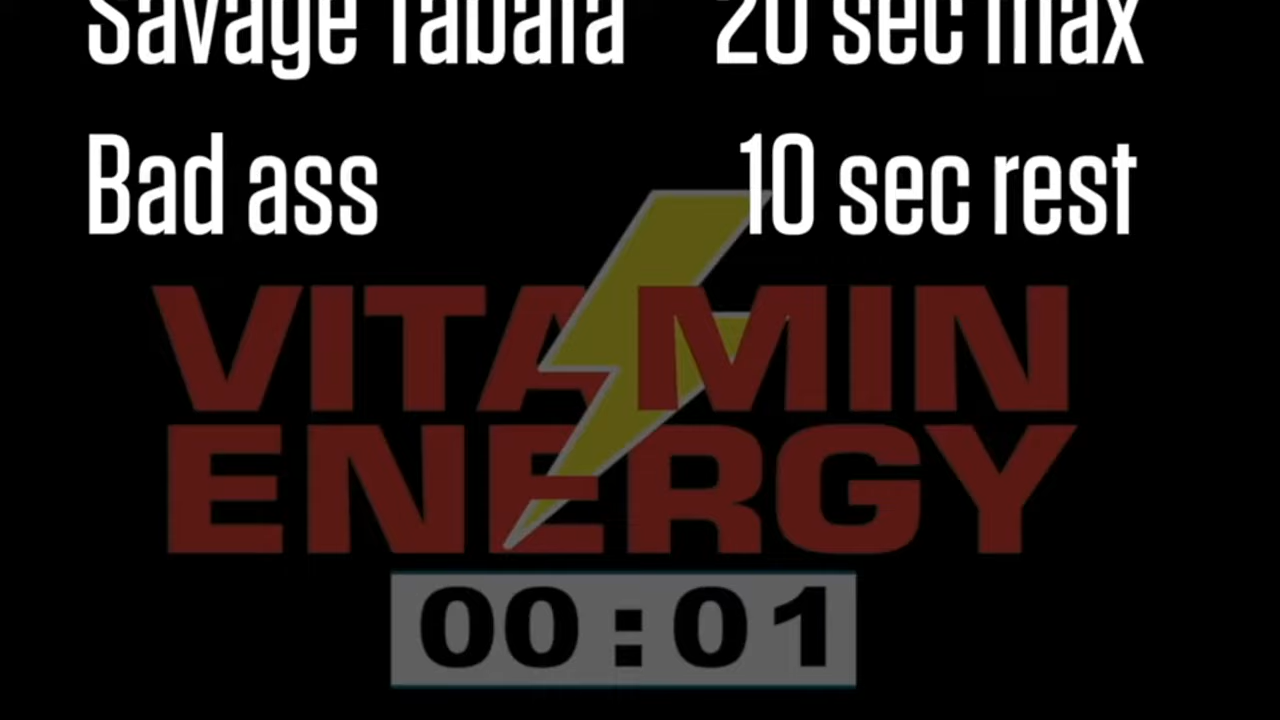 Savage Tabata 20 sec max
Bad ass 10 sec rest
VITAMIN
ENERGY
00:01